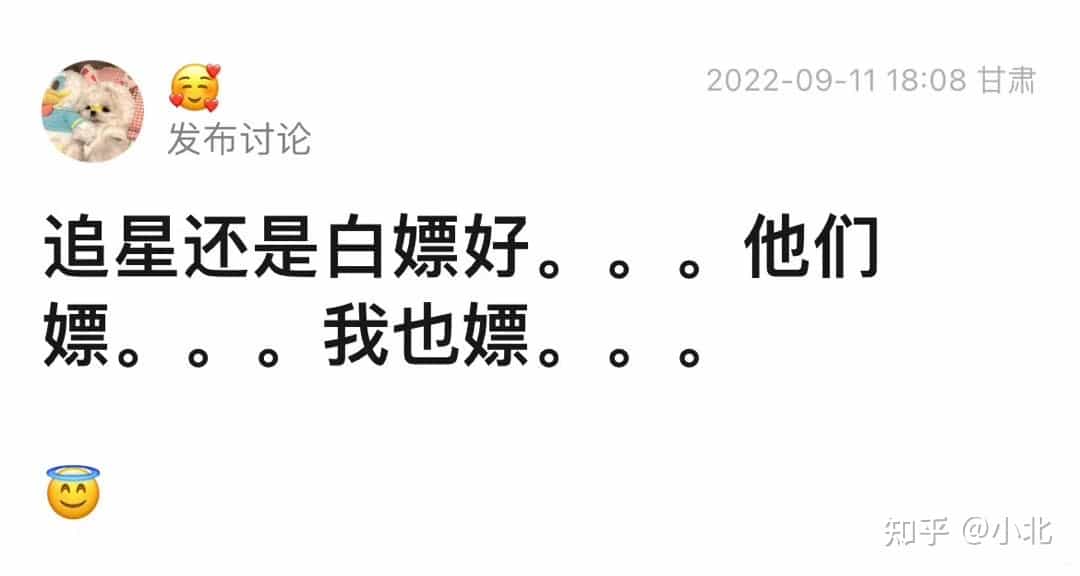 🥰
2022-09-11 18:08 甘肃
发布讨论
追星还是白嫖好。。。他们
嫖。。。我也嫖。。。
😇
知乎 @小北